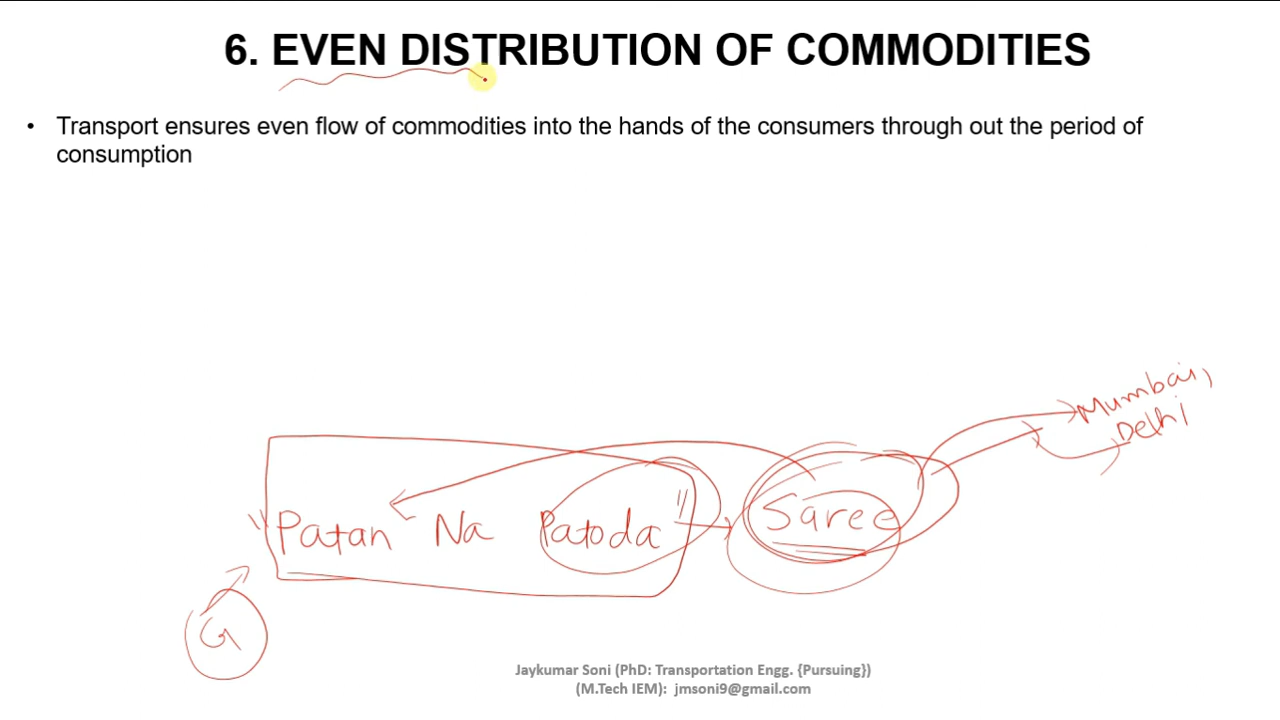 6. EVEN DISTRIBUTION OF COMMODITIES
• Transport ensures even flow of commodities into the hands of the consumers through out the period of
consumption
Mumbai,
Delhi
"Patan Na Patoda" → Saree
G
Jaykumar Soni (PhD: Transportation Engg. {Pursuing})
(M.Tech IEM): jmsoni9@gmail.com